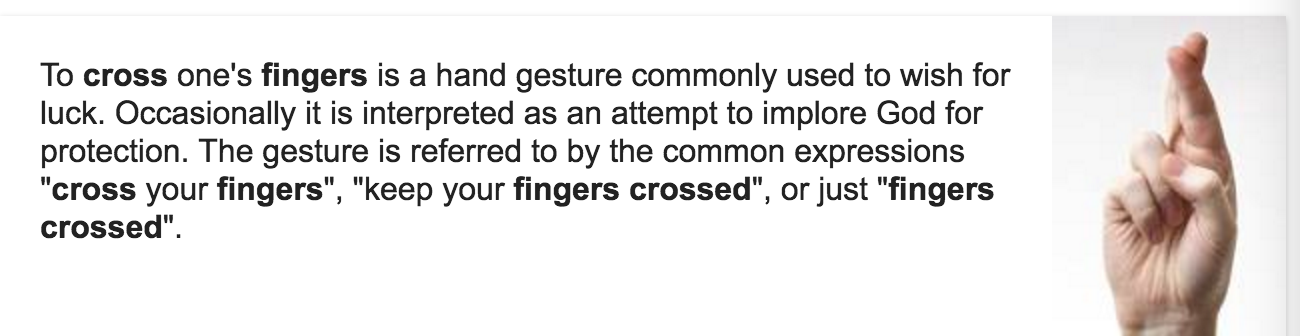 To cross one's fingers is a hand gesture commonly used to wish for
luck. Occasionally it is interpreted as an attempt to implore God for
protection. The gesture is referred to by the common expressions
"cross your fingers", "keep your fingers crossed", or just "fingers
crossed".